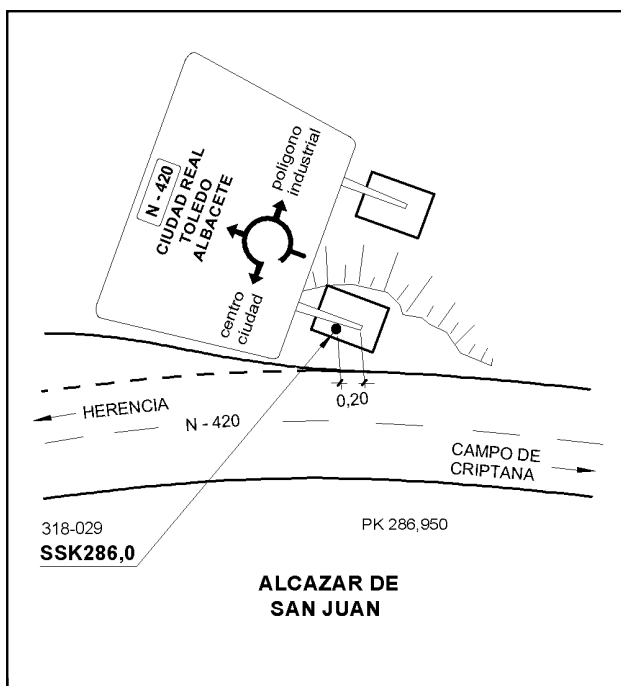 N - 420
CIUDAD REAL
TOLEDO
ALBACETE
poligono
industrial
centro
ciudad
0,20
HERENCIA
N - 420
CAMPO DE
CRIPTANA
318-029
SSK286,0
PK 286,950
ALCAZAR DE
SAN JUAN